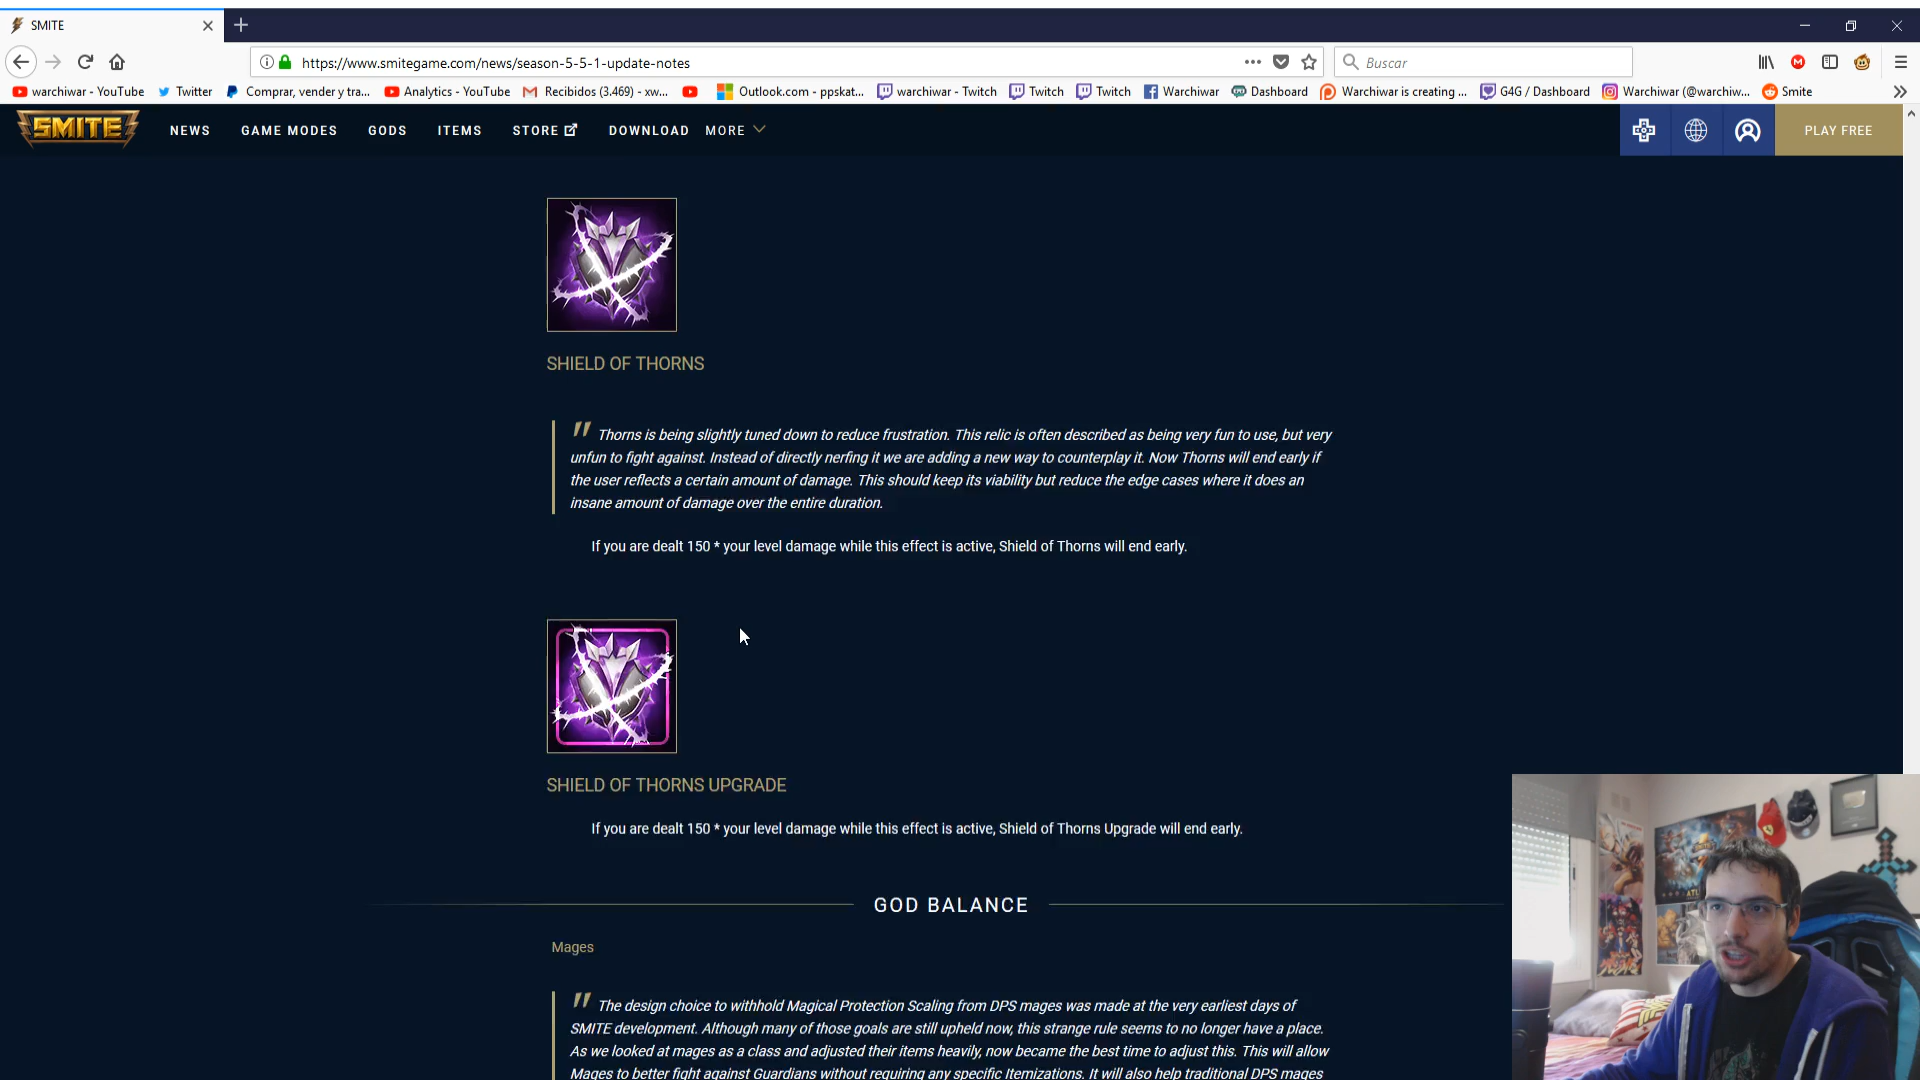 SMITE
https://www.smitegame.com/news/season-5-5-1-update-notes
Buscar
warchiwar - YouTube
Twitter
Comprar, vender y tra...
Analytics - YouTube
Recibidos (3.469) - xw...
Outlook.com - ppskat...
warchiwar - Twitch
Twitch
Twitch
Warchiwar
Dashboard
Warchiwar is creating ...
G4G / Dashboard
Warchiwar (@warchiw...
Smite
SMITE
NEWS
GAME MODES
GODS
ITEMS
STORE
DOWNLOAD
MORE
PLAY FREE
SHIELD OF THORNS
" Thorns is being slightly tuned down to reduce frustration. This relic is often described as being very fun to use, but very
unfun to fight against. Instead of directly nerfing it we are adding a new way to counterplay it. Now Thorns will end early if
the user reflects a certain amount of damage. This should keep its viability but reduce the edge cases where it does an
insane amount of damage over the entire duration.
If you are dealt 150 * your level damage while this effect is active, Shield of Thorns will end early.
SHIELD OF THORNS UPGRADE
If you are dealt 150 * your level damage while this effect is active, Shield of Thorns Upgrade will end early.
GOD BALANCE
Mages
" The design choice to withhold Magical Protection Scaling from DPS mages was made at the very earliest days of
SMITE development. Although many of those goals are still upheld now, this strange rule seems to no longer have a place.
As we looked at mages as a class and adjusted their items heavily, now became the best time to adjust this. This will allow
Mages to better fight against Guardians without requiring any specific Itemizations. It will also help traditional DPS mages